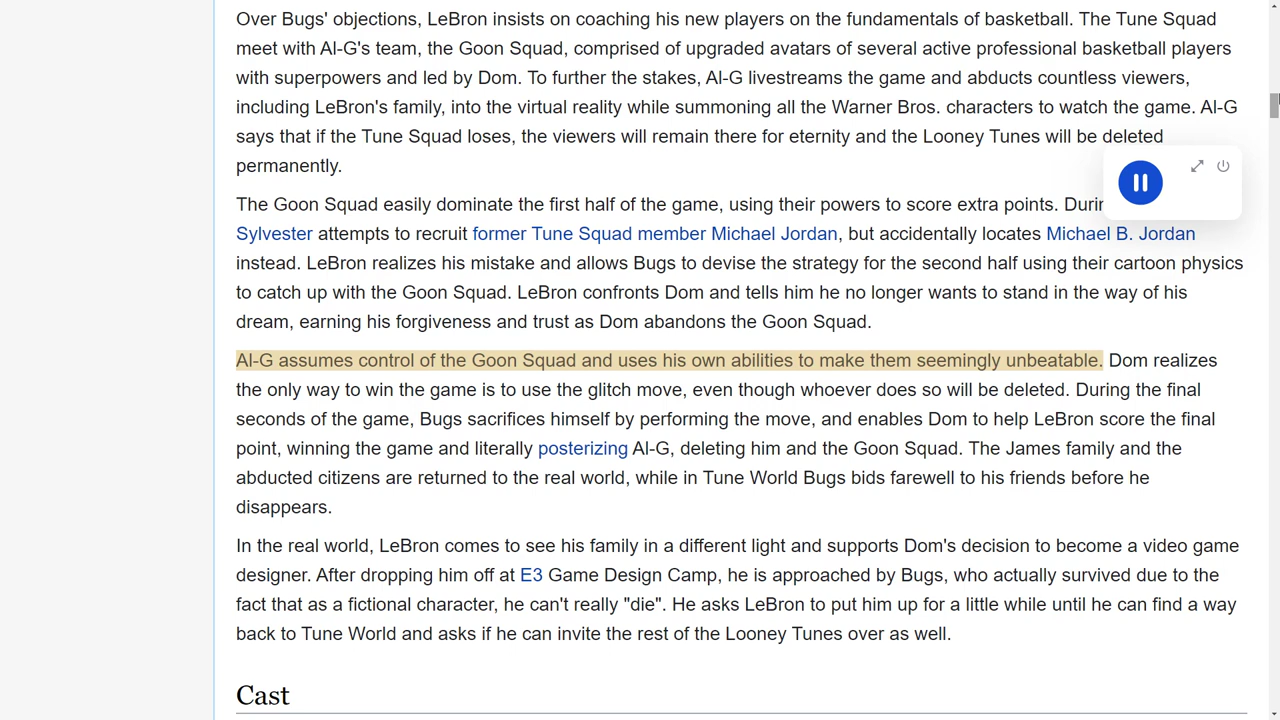 Over Bugs' objections, LeBron insists on coaching his new players on the fundamentals of basketball. The Tune Squad
meet with Al-G's team, the Goon Squad, comprised of upgraded avatars of several active professional basketball players
with superpowers and led by Dom. To further the stakes, Al-G livestreams the game and abducts countless viewers,
including LeBron's family, into the virtual reality while summoning all the Warner Bros. characters to watch the game. Al-G
says that if the Tune Squad loses, the viewers will remain there for eternity and the Looney Tunes will be deleted
permanently.
The Goon Squad easily dominate the first half of the game, using their powers to score extra points.
Sylvester attempts to recruit former Tune Squad member Michael Jordan, but accidentally locates Michael B. Jordan
instead. LeBron realizes his mistake and allows Bugs to devise the strategy for the second half using their cartoon physics
to catch up with the Goon Squad. LeBron confronts Dom and tells him he no longer wants to stand in the way of his
dream, earning his forgiveness and trust as Dom abandons the Goon Squad.
Al-G assumes control of the Goon Squad and uses his own abilities to make them seemingly unbeatable. Dom realizes
the only way to win the game is to use the glitch move, even though whoever does so will be deleted. During the final
seconds of the game, Bugs sacrifices himself by performing the move, and enables Dom to help LeBron score the final
point, winning the game and literally posterizing Al-G, deleting him and the Goon Squad. The James family and the
abducted citizens are returned to the real world, while in Tune World Bugs bids farewell to his friends before he
disappears.
In the real world, LeBron comes to see his family in a different light and supports Dom's decision to become a video game
designer. After dropping him off at E3 Game Design Camp, he is approached by Bugs, who actually survived due to the
fact that as a fictional character, he can't really "die". He asks LeBron to put him up for a little while until he can find a way
back to Tune World and asks if he can invite the rest of the Looney Tunes over as well.
Cast